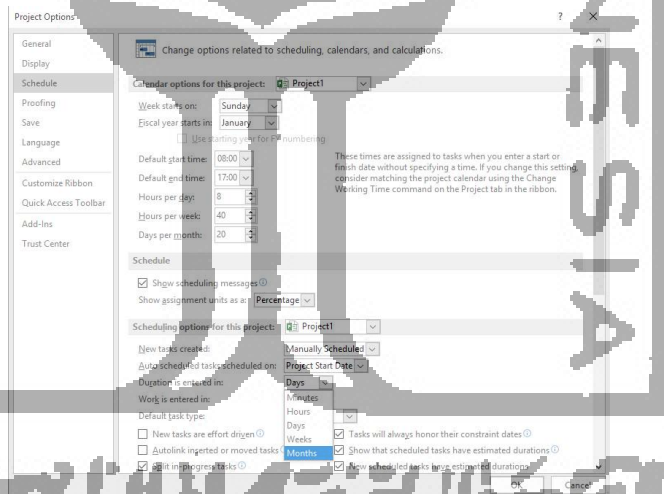 Project Options
? X
General
Display
Schedule
Proofing
Save
Language
Advanced
Customize Ribbon
Quick Access Toolbar
Add-Ins
Trust Center
Change options related to scheduling, calendars, and calculations.
Calendar options for this project: Project1
Week starts on: Sunday
Fiscal year starts in: January
Use starting year for FY numbering
Default start time: 08:00
Default end time: 17:00
These times are assigned to tasks when you enter a start or
finish date without specifying a time. If you change this setting,
consider matching the project calendar using the Change
Working Time command on the Project tab in the ribbon.
Hours per day: 8
Hours per week: 40
Days per month: 20
Schedule
Show scheduling messages
Show assignment units as a: Percentage
Scheduling options for this project: Project1
New tasks created: Manually Scheduled
Auto scheduled tasks scheduled on: Project Start Date
Duration is entered in: Days
Work is entered in:
Default task type:
Minutes
Hours
Days
Weeks
Months
New tasks are effort driven
Tasks will always honor their constraint dates
Autolink inserted or moved tasks
Show that scheduled tasks have estimated durations
Split in-progress tasks
New scheduled tasks have estimated durations
OK
Cancel